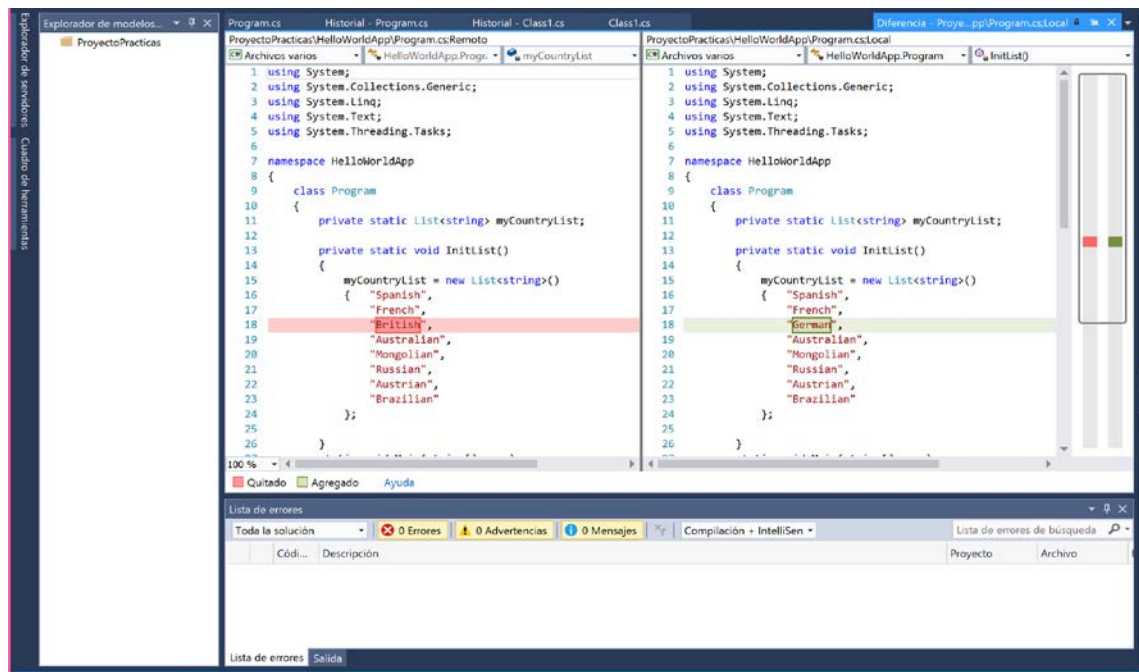 Explorador de servidores
Cuadro de herramientas
Explorador de modelos...
ProyectoPracticas
Program.cs Historial - Program.cs Historial - Class1.cs Class1.cs Diferencia - Proye...pp\Program.cs;Local
ProyectoPracticas\HelloWorldApp\Program.cs;Remoto
Archivos varios HelloWorldApp.Progr myCountryList
1 using System;
2 using System.Collections.Generic;
3 using System.Linq;
4 using System.Text;
5 using System.Threading.Tasks;
6
7 namespace HelloWorldApp
8 {
9 class Program
10 {
11 private static List<string> myCountryList;
12
13 private static void InitList()
14 {
15 myCountryList = new List<string>()
16 { "Spanish",
17 "French",
18 "British",
19 "Australian",
20 "Mongolian",
21 "Russian",
22 "Austrian",
23 "Brazilian"
24 };
25
26 }
100 %
ProyectoPracticas\HelloWorldApp\Program.cs;Local
Archivos varios HelloWorldApp.Program InitList()
1 using System;
2 using System.Collections.Generic;
3 using System.Linq;
4 using System.Text;
5 using System.Threading.Tasks;
6
7 namespace HelloWorldApp
8 {
9 class Program
10 {
11 private static List<string> myCountryList;
12
13 private static void InitList()
14 {
15 myCountryList = new List<string>()
16 { "Spanish",
17 "French",
18 "German",
19 "Australian",
20 "Mongolian",
21 "Russian",
22 "Austrian",
23 "Brazilian"
24 };
25
26 }
Quitado Agregado Ayuda
Lista de errores
Toda la solución 0 Errores 0 Advertencias 0 Mensajes Compilación + IntelliSen Lista de errores de búsqueda
Códi... Descripción Proyecto Archivo
Lista de errores Salida